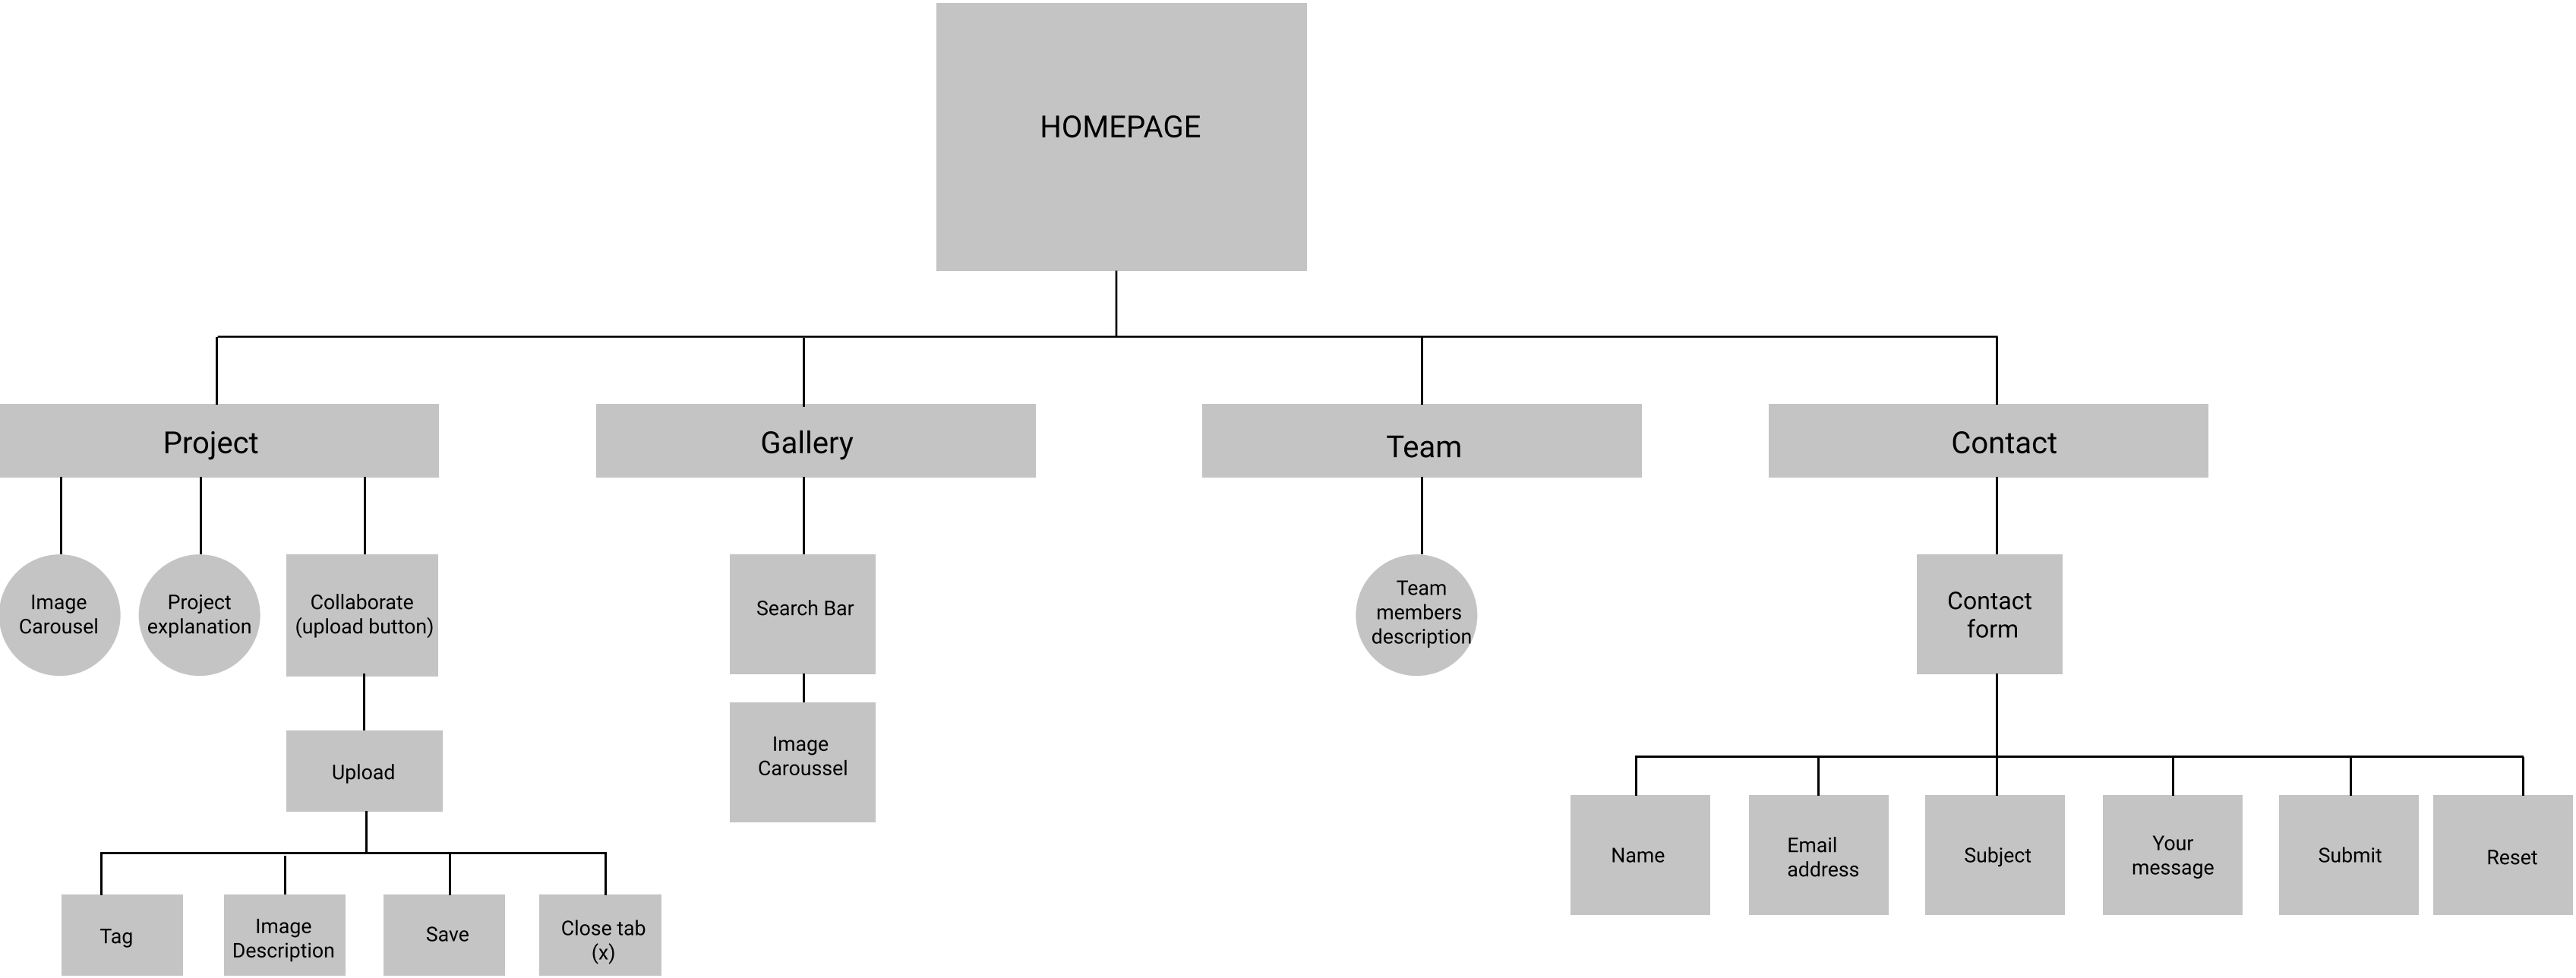 HOMEPAGE
Project
Gallery
Team
Contact
Image
Carousel
Project
explanation
Collaborate
(upload button)
Search Bar
Team
members
description
Contact
form
Upload
Image
Caroussel
Tag
Image
Description
Save
Close tab
(x)
Name
Email
address
Subject
Your
message
Submit
Reset